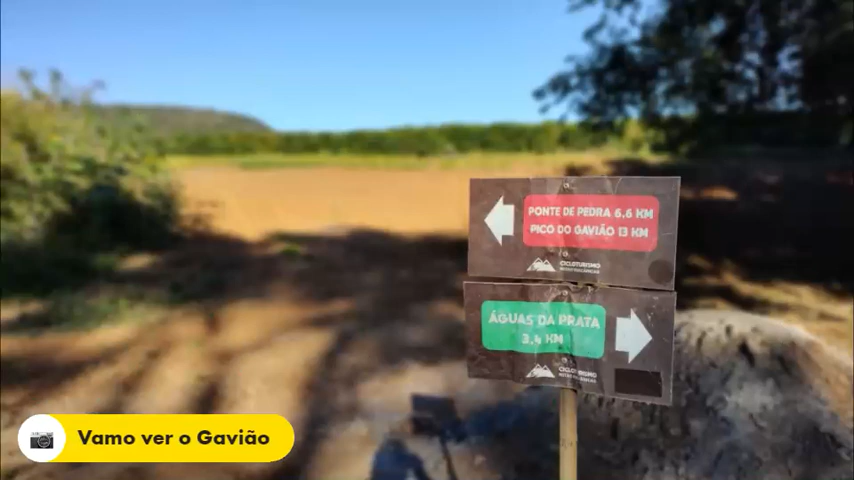 PONTE DE PEDRA 6.6 KM
PICO DO GAVIÃO 13 KM
CICLOTURISMO
ÁGUAS DA PRATA
3,4 KM
CICLOTURISMO
Vamo ver o Gavião